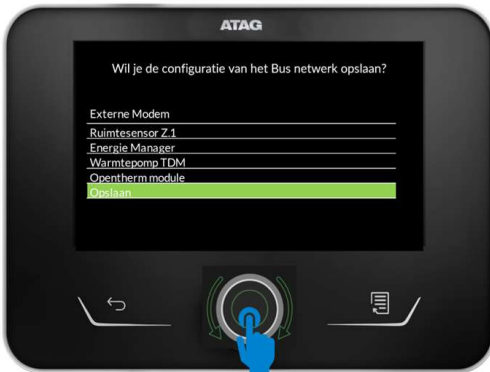 ATAG
Wil je de configuratie van het Bus netwerk opslaan?
Externe Modem
Ruimtesensor Z.1
Energie Manager
Warmtepomp TDM
Opentherm module
Opslaan